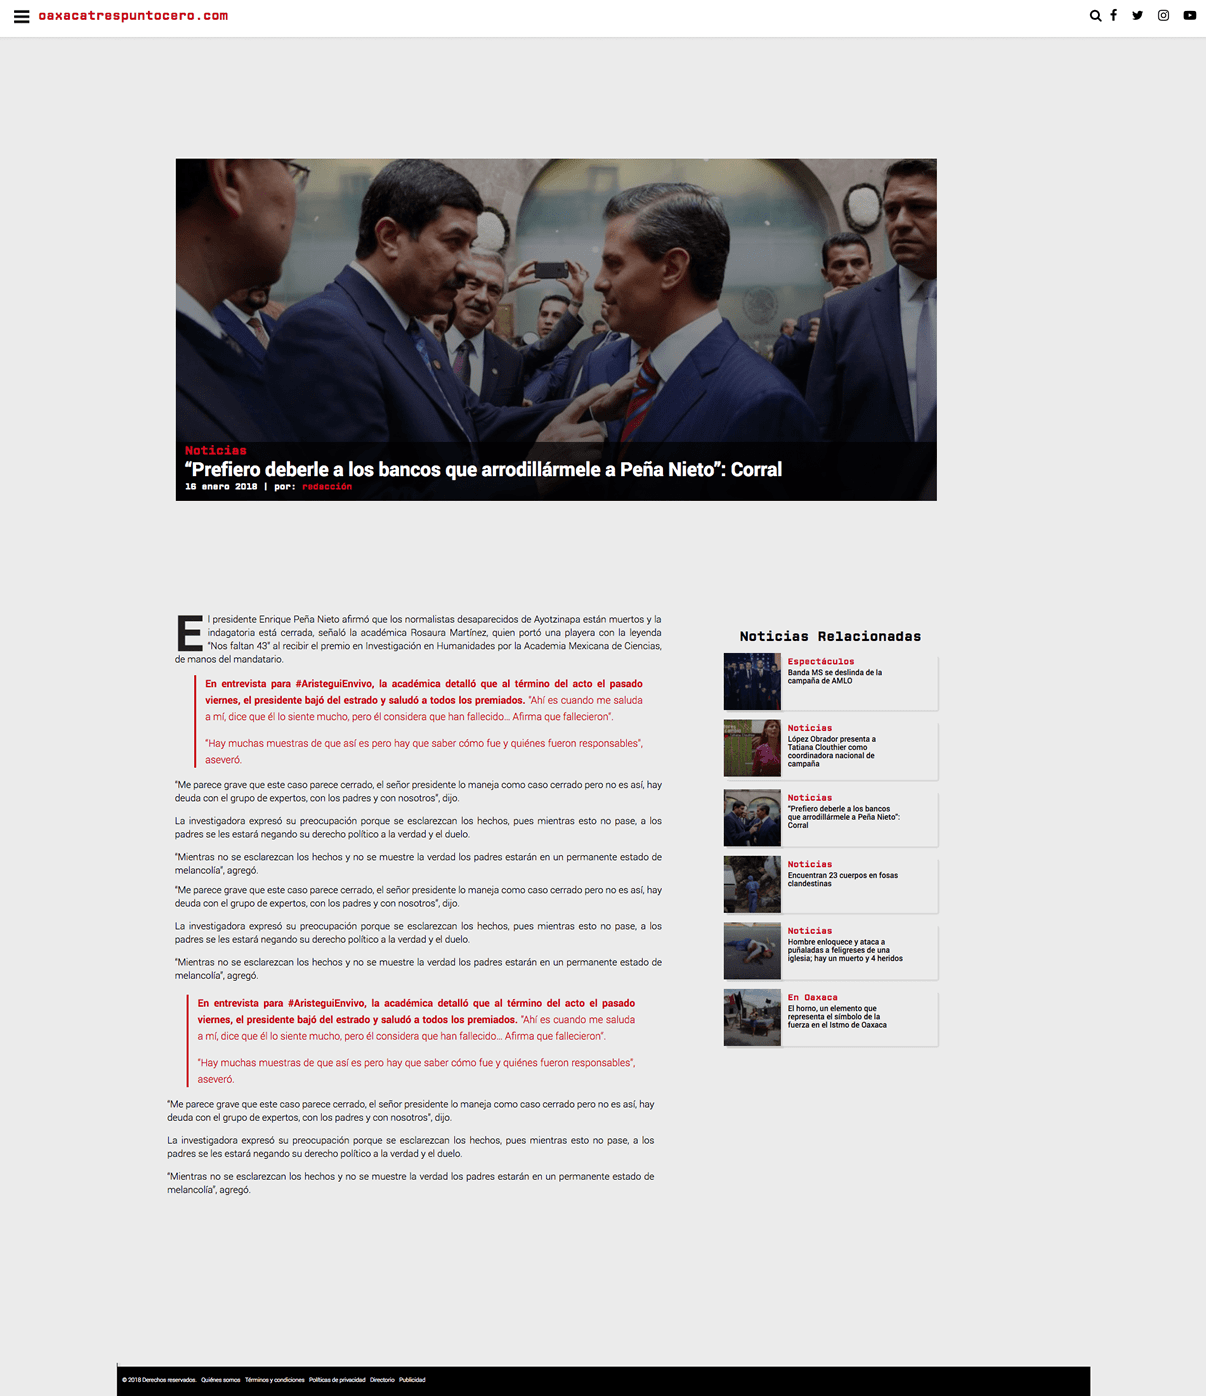 oaxacatrespuntocero.com
Noticias
“Prefiero deberle a los bancos que arrodillármele a Peña Nieto”: Corral
16 enero 2018 | por: redacción
El presidente Enrique Peña Nieto afirmó que los normalistas desaparecidos de Ayotzinapa están muertos y la
indagatoria está cerrada, señaló la académica Rosaura Martínez, quien portó una playera con la leyenda
“Nos faltan 43” al recibir el premio en Investigación en Humanidades por la Academia Mexicana de Ciencias,
de manos del mandatario.
En entrevista para #AristeguiEnvivo, la académica detalló que al término del acto el pasado
viernes, el presidente bajó del estrado y saludó a todos los premiados. “Ahí es cuando me saluda
a mí, dice que él lo siente mucho, pero él considera que han fallecido... Afirma que fallecieron”.
“Hay muchas muestras de que así es pero hay que saber cómo fue y quiénes fueron responsables”,
aseveró.
“Me parece grave que este caso parece cerrado, el señor presidente lo maneja como caso cerrado pero no es así, hay
deuda con el grupo de expertos, con los padres y con nosotros”, dijo.
La investigadora expresó su preocupación porque se esclarezcan los hechos, pues mientras esto no pase, a los
padres se les estará negando su derecho político a la verdad y el duelo.
“Mientras no se esclarezcan los hechos y no se muestre la verdad los padres estarán en un permanente estado de
melancolía”, agregó.
“Me parece grave que este caso parece cerrado, el señor presidente lo maneja como caso cerrado pero no es así, hay
deuda con el grupo de expertos, con los padres y con nosotros”, dijo.
La investigadora expresó su preocupación porque se esclarezcan los hechos, pues mientras esto no pase, a los
padres se les estará negando su derecho político a la verdad y el duelo.
“Mientras no se esclarezcan los hechos y no se muestre la verdad los padres estarán en un permanente estado de
melancolía”, agregó.
En entrevista para #AristeguiEnvivo, la académica detalló que al término del acto el pasado
viernes, el presidente bajó del estrado y saludó a todos los premiados. “Ahí es cuando me saluda
a mí, dice que él lo siente mucho, pero él considera que han fallecido... Afirma que fallecieron”.
“Hay muchas muestras de que así es pero hay que saber cómo fue y quiénes fueron responsables”,
aseveró.
“Me parece grave que este caso parece cerrado, el señor presidente lo maneja como caso cerrado pero no es así, hay
deuda con el grupo de expertos, con los padres y con nosotros”, dijo.
La investigadora expresó su preocupación porque se esclarezcan los hechos, pues mientras esto no pase, a los
padres se les estará negando su derecho político a la verdad y el duelo.
“Mientras no se esclarezcan los hechos y no se muestre la verdad los padres estarán en un permanente estado de
melancolía”, agregó.
Noticias Relacionadas
Espectáculos
Banda MS se deslinda de la
campaña de AMLO
Noticias
López Obrador presenta a
Tatiana Clouthier como
coordinadora nacional de
campaña
Noticias
“Prefiero deberle a los bancos
que arrodillármele a Peña Nieto”:
Corral
Noticias
Encuentran 23 cuerpos en fosas
clandestinas
Noticias
Hombre enloquece y ataca a
puñaladas a feligreses de una
iglesia; hay un muerto y 4 heridos
En Oaxaca
El horno, un elemento que
representa el símbolo de la
fuerza en el Istmo de Oaxaca
© 2018 Derechos reservados. Quiénes somos Términos y condiciones Políticas de privacidad Directorio Publicidad